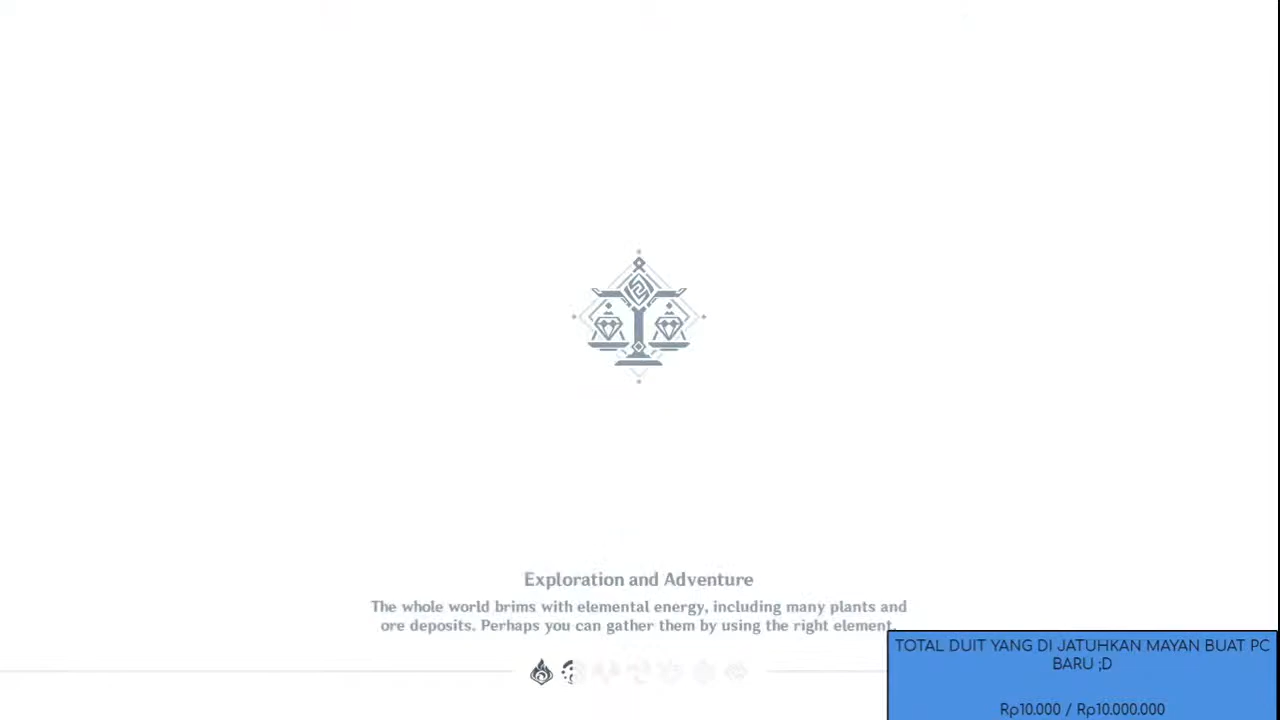 Exploration and Adventure
The whole world brims with elemental energy, including many plants and
ore deposits. Perhaps you can gather them by using the right element.
TOTAL DUIT YANG DI JATUHKAN MAYAN BUAT PC
BARU ;D
Rp10.000 / Rp10.000.000